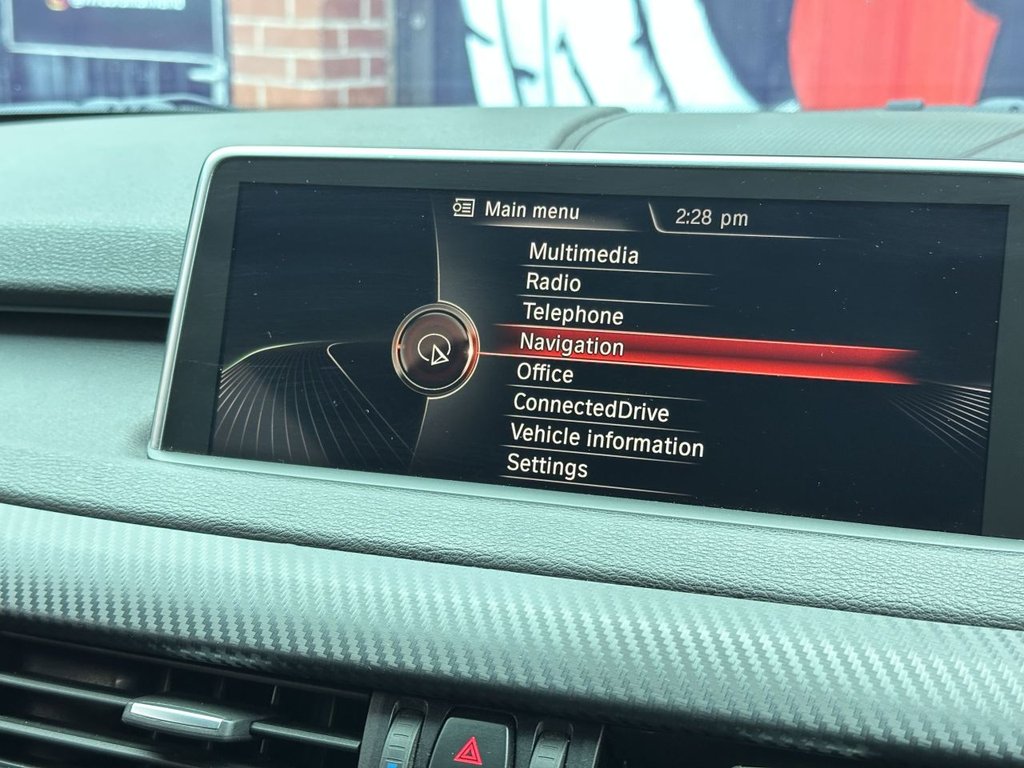 Main menu
2:28 pm
Multimedia
Radio
Telephone
Navigation
Office
ConnectedDrive
Vehicle information
Settings